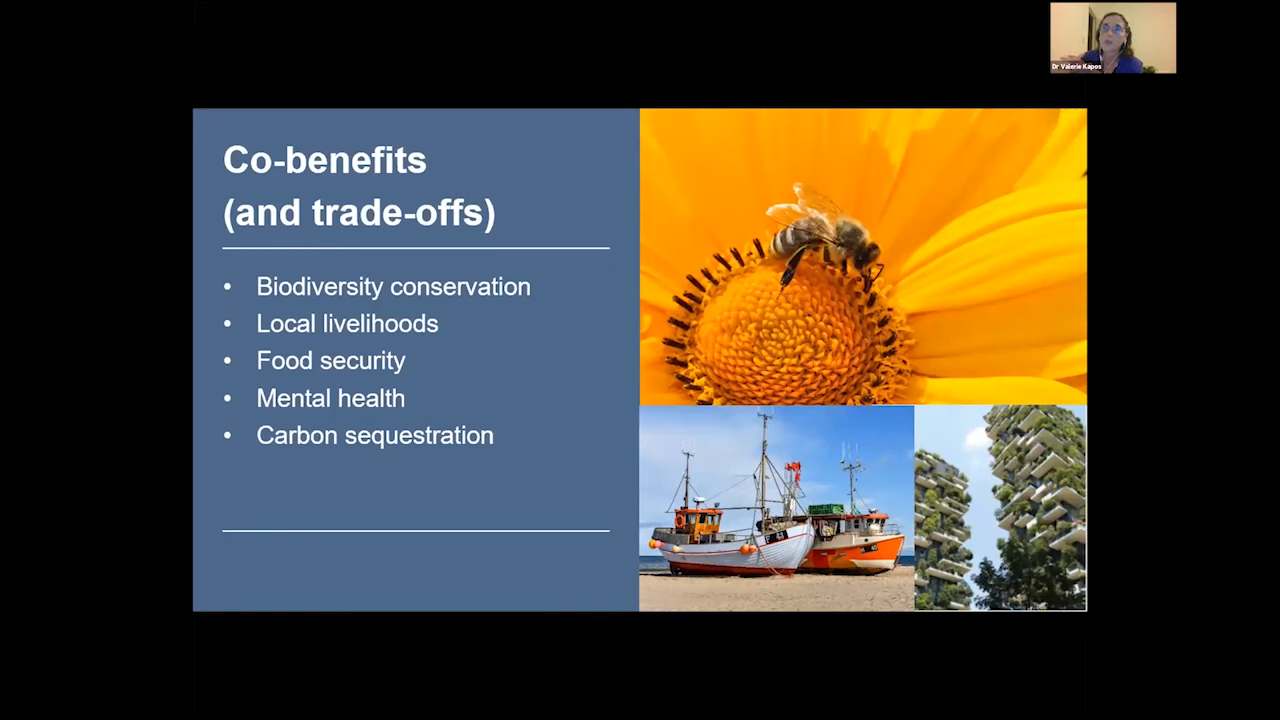 Dr Valerie Kapos
Co-benefits
(and trade-offs)
• Biodiversity conservation
• Local livelihoods
• Food security
• Mental health
• Carbon sequestration